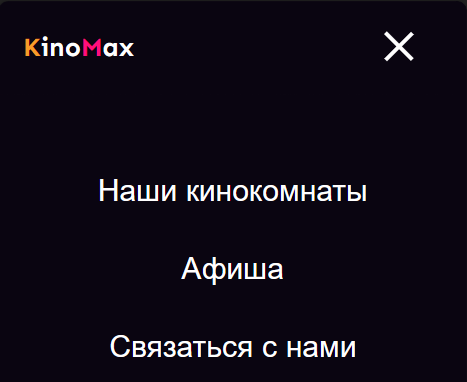 KinoMax
Наши кинокомнаты
Афиша
Связаться с нами